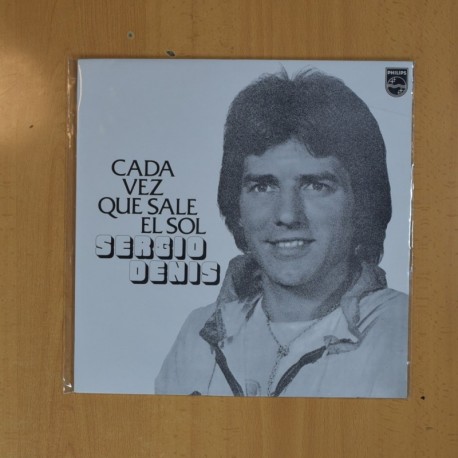 PHILIPS
CADA
VEZ
QUE SALE
EL SOL
SERGIO
DENIS